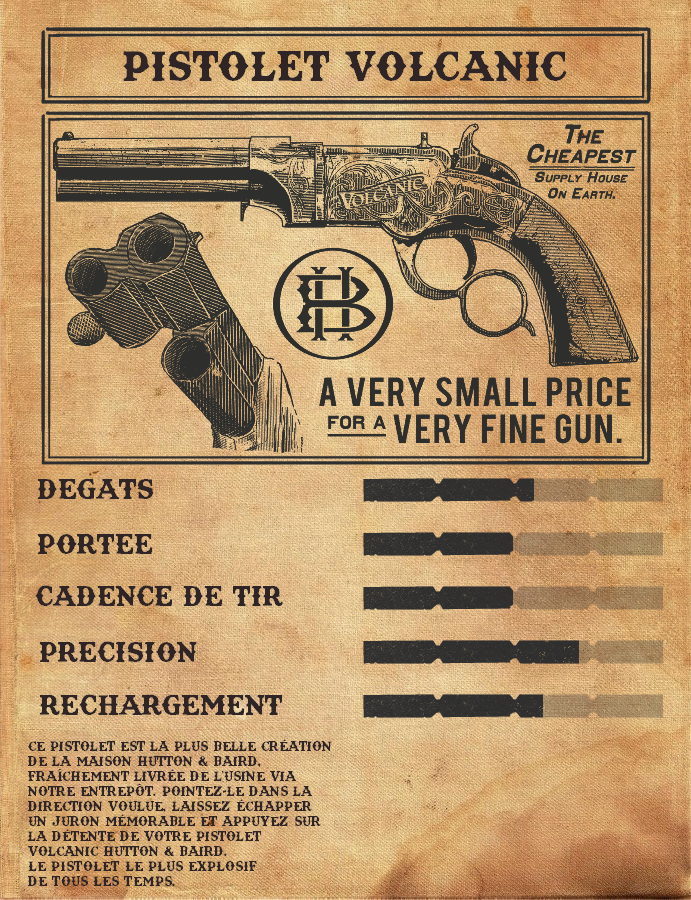 PISTOLET VOLCANIC
THE
CHEAPEST
SUPPLY HOUSE
ON EARTH.
VOLCANIC
HB
A VERY SMALL PRICE
FOR A VERY FINE GUN.
DEGATS
PORTEE
CADENCE DE TIR
PRECISION
RECHARGEMENT
CE PISTOLET EST LA PLUS BELLE CRÉATION
DE LA MAISON HUTTON & BAIRD.
FRAÎCHEMENT LIVRÉE DE L'USINE VIA
NOTRE ENTREPÔT. POINTEZ-LE DANS LA
DIRECTION VOULUE, LAISSEZ ÉCHAPPER
UN JURON MÉMORABLE ET APPUYEZ SUR
LA DÉTENTE DE VOTRE PISTOLET
VOLCANIC HUTTON & BAIRD.
LE PISTOLET LE PLUS EXPLOSIF
DE TOUS LES TEMPS.